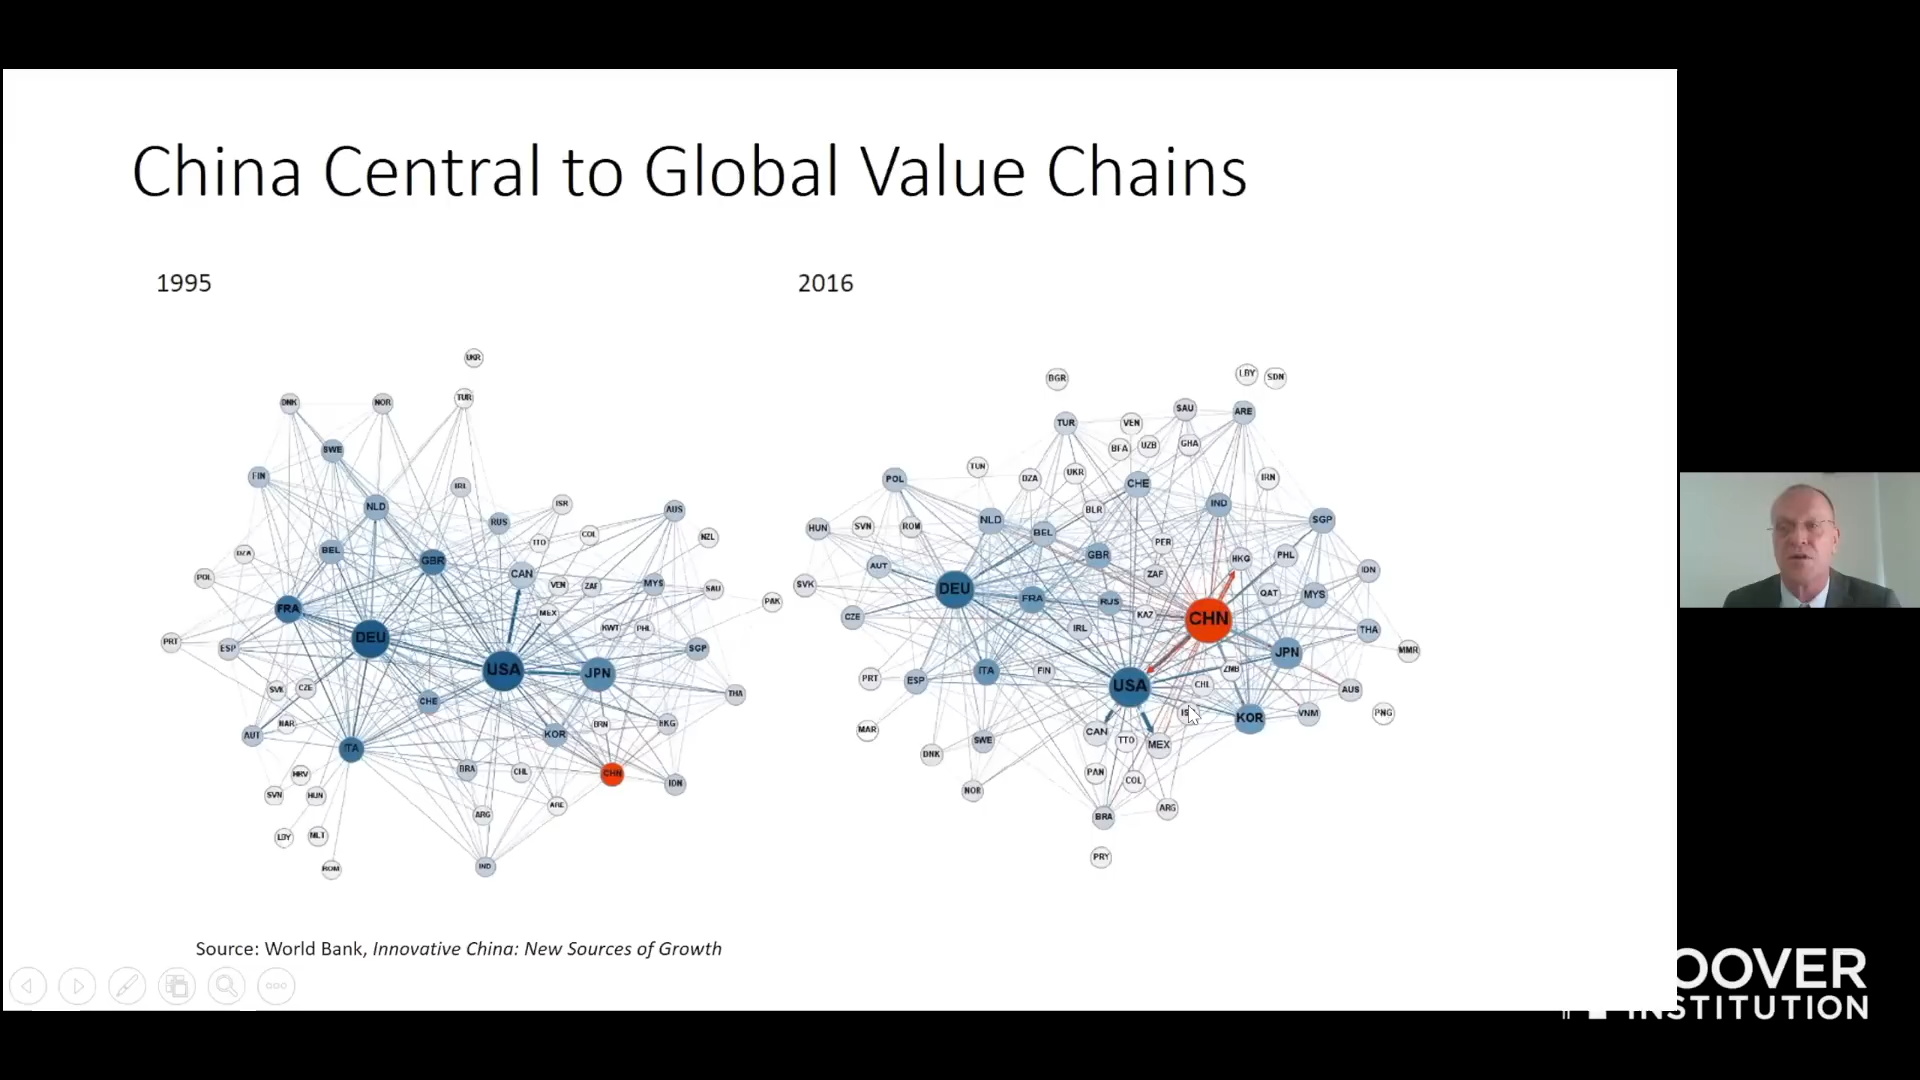 China Central to Global Value Chains
1995
2016
UKR
DNK
NOR
TUR
SWE
FIN
IRL
NLD
ISR
AUS
RUS
COL
NZL
TTO
BEL
DZA
GBR
CAN
POL
VEN
ZAF
MYS
SAU
PAK
FRA
MEX
KWT
PHL
DEU
PRT
ESP
SGP
USA
JPN
SVK
CZE
THA
CHE
MAR
BRN
HKG
AUT
KOR
ITA
BRA
CHL
CHN
HRV
IDN
SVN
HUN
ARE
ARG
LBY
MLT
IND
ROM
LBY
SDN
BGR
SAU
ARE
TUR
VEN
BFA
UZB
GHA
TUN
UKR
DZA
IRN
POL
CHE
IND
BLR
NLD
SGP
HUN
SVN
ROM
BEL
PER
GBR
HKG
PHL
AUT
ZAF
IDN
SVK
DEU
QAT
MYS
FRA
RUS
KAZ
CZE
CHN
IRL
THA
JPN
MMR
ITA
FIN
ZMB
PRT
ESP
USA
CHL
AUS
KOR
VNM
PNG
MAR
CAN
SWE
TTO
MEX
DNK
PAN
COL
NOR
ARG
BRA
PRY
Source: World Bank, Innovative China: New Sources of Growth
OOVER
INSTITUTION